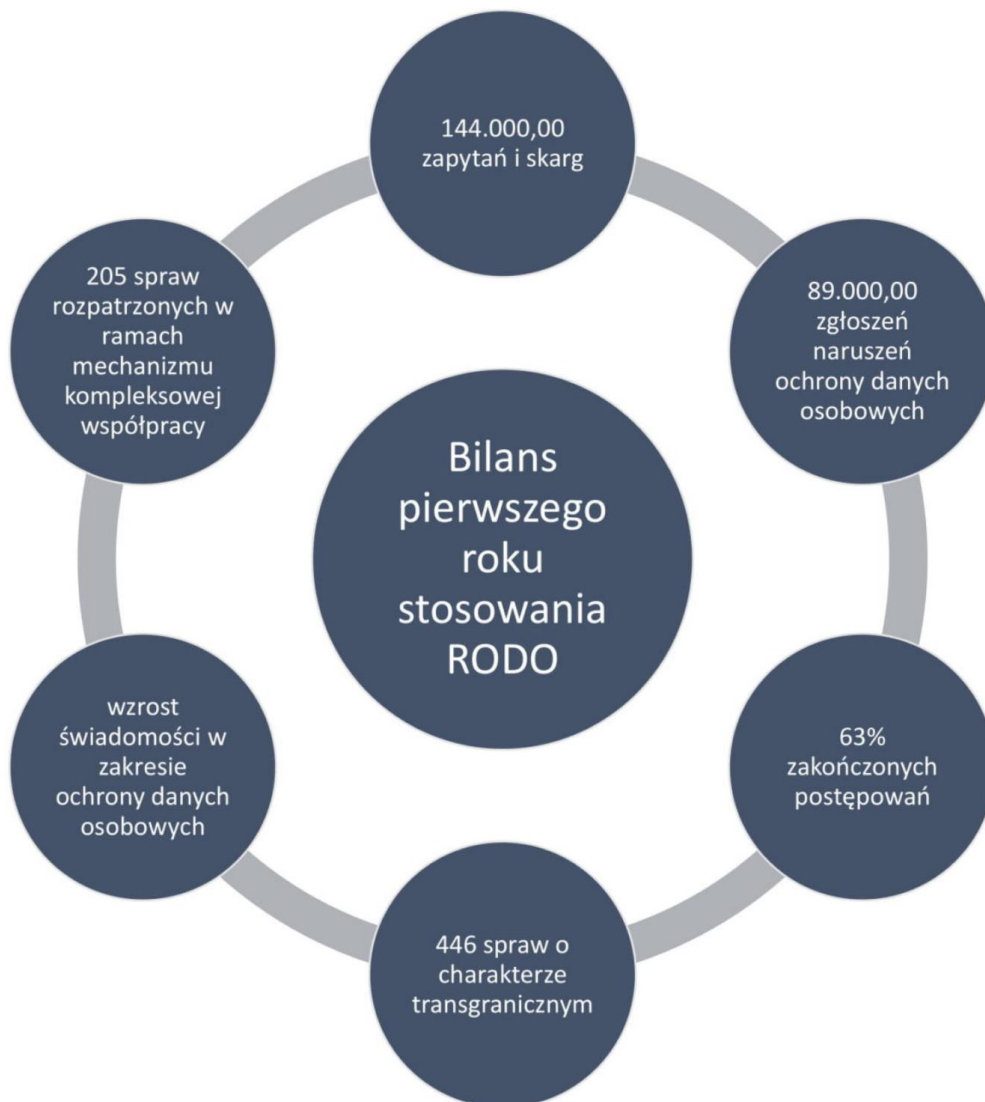 144.000,00
zapytań i skarg
89.000,00
zgłoszeń
naruszeń
ochrony danych
osobowych
63%
zakończonych
postępowań
446 spraw o
charakterze
transgranicznym
wzrost
świadomości w
zakresie
ochrony danych
osobowych
205 spraw
rozpatrzonych w
ramach
mechanizmu
kompleksowej
współpracy
Bilans
pierwszego
roku
stosowania
RODO